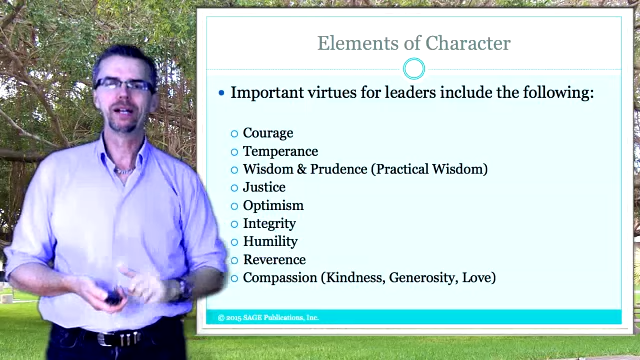 Elements of Character
Important virtues for leaders include the following:
Courage
Temperance
Wisdom & Prudence (Practical Wisdom)
Justice
Optimism
Integrity
Humility
Reverence
Compassion (Kindness, Generosity, Love)
© 2015 SAGE Publications, Inc.